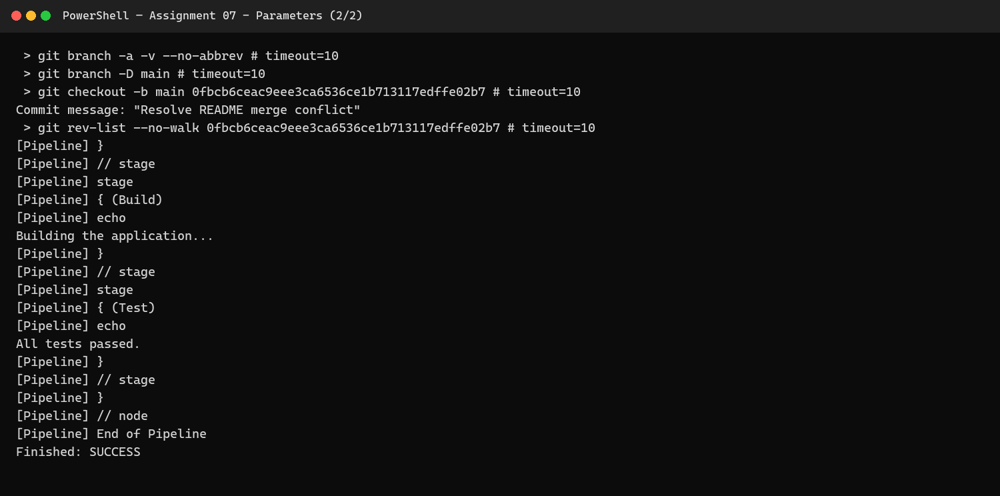 PowerShell — Assignment 07 - Parameters (2/2)
 > git branch -a -v --no-abbrev # timeout=10
 > git branch -D main # timeout=10
 > git checkout -b main 0fbcb6ceac9eee3ca6536ce1b713117edffe02b7 # timeout=10
Commit message: "Resolve README merge conflict"
 > git rev-list --no-walk 0fbcb6ceac9eee3ca6536ce1b713117edffe02b7 # timeout=10
[Pipeline] }
[Pipeline] // stage
[Pipeline] stage
[Pipeline] { (Build)
[Pipeline] echo
Building the application...
[Pipeline] }
[Pipeline] // stage
[Pipeline] stage
[Pipeline] { (Test)
[Pipeline] echo
All tests passed.
[Pipeline] }
[Pipeline] // stage
[Pipeline] }
[Pipeline] // node
[Pipeline] End of Pipeline
Finished: SUCCESS